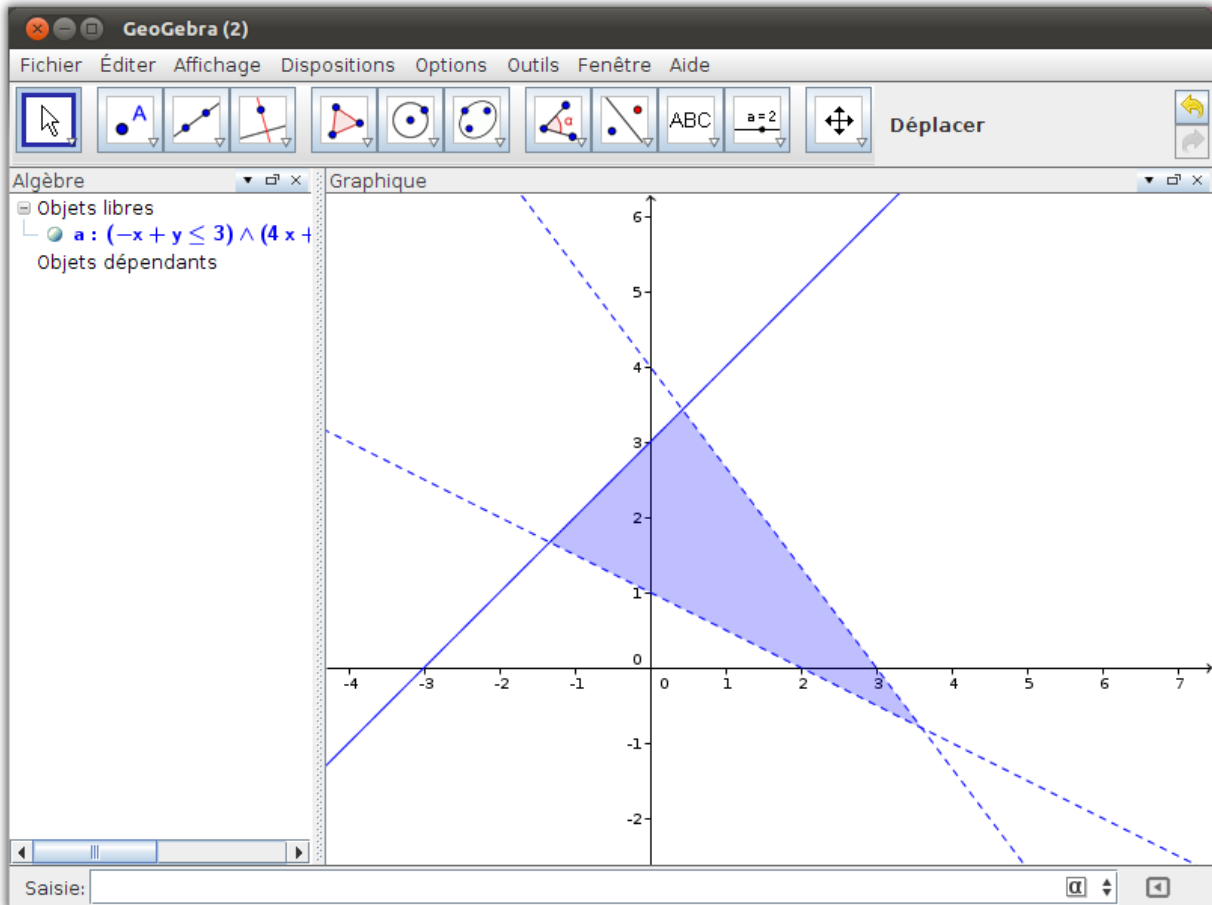 GeoGebra (2)
Fichier Éditer Affichage Dispositions Options Outils Fenêtre Aide
A α ABC a=2 Déplacer
Algèbre
Graphique
Objets libres
a : (−x + y ≤ 3) ∧ (4 x +
Objets dépendants
6
5
4
3
2
1
0
-4 -3 -2 -1 0 1 2 3 4 5 6 7
-1
-2
Saisie: α